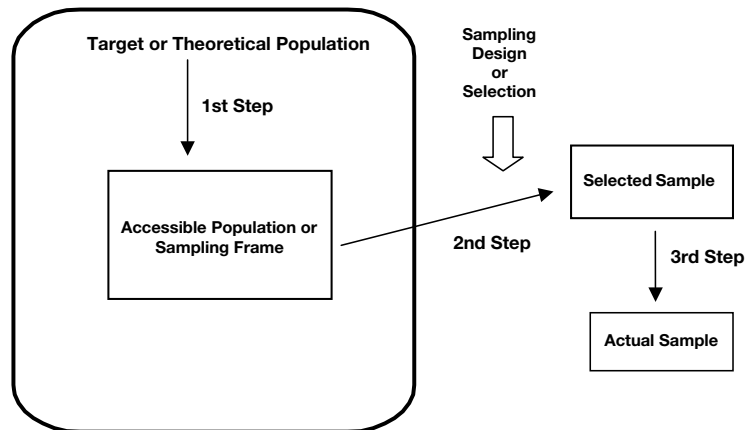 Target or Theoretical Population
1st Step
Accessible Population or
Sampling Frame
Sampling
Design
or
Selection
2nd Step
Selected Sample
3rd Step
Actual Sample